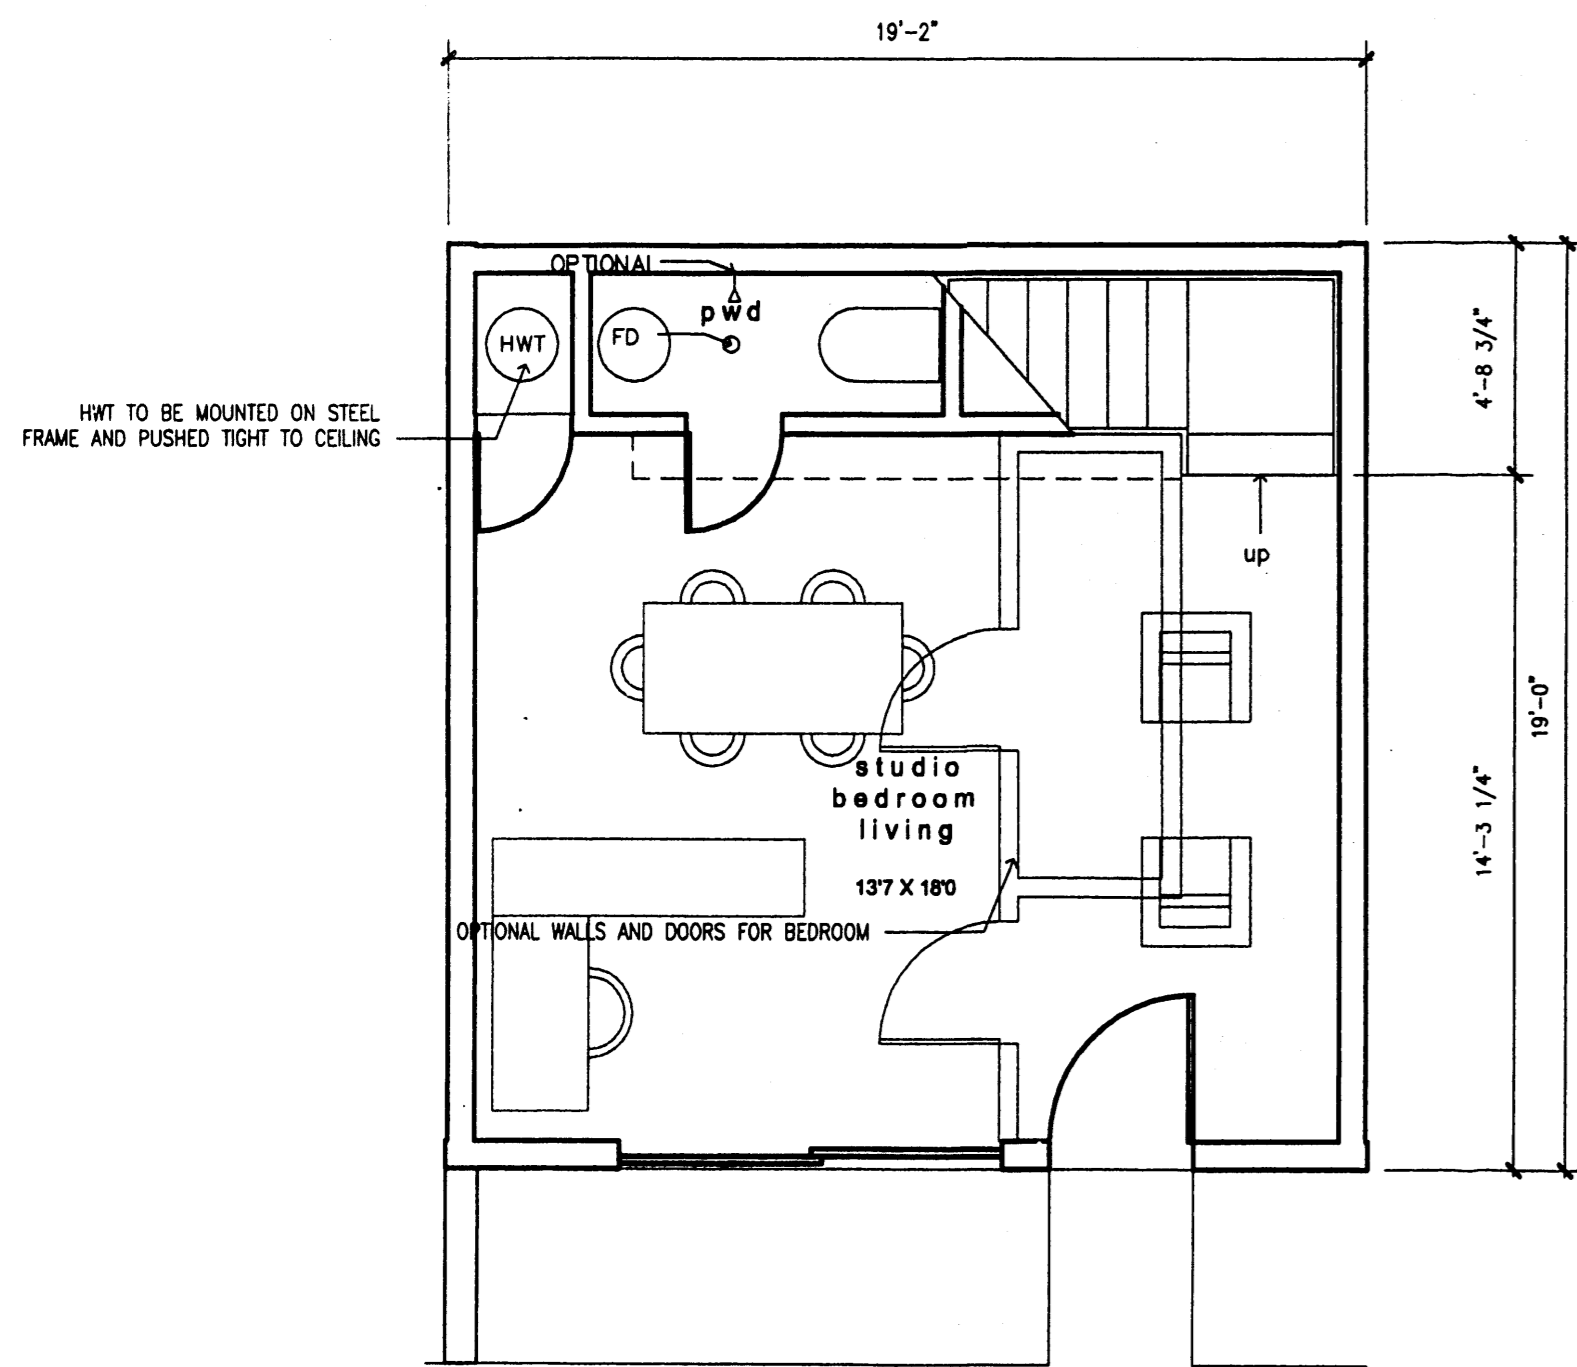 19'-2"
OPTIONAL
pwd
HWT
FD
4'-8 3/4"
HWT TO BE MOUNTED ON STEEL
FRAME AND PUSHED TIGHT TO CEILING
up
19'-0"
studio
bedroom
living
14'-3 1/4"
13'7 X 18'0
OPTIONAL WALLS AND DOORS FOR BEDROOM